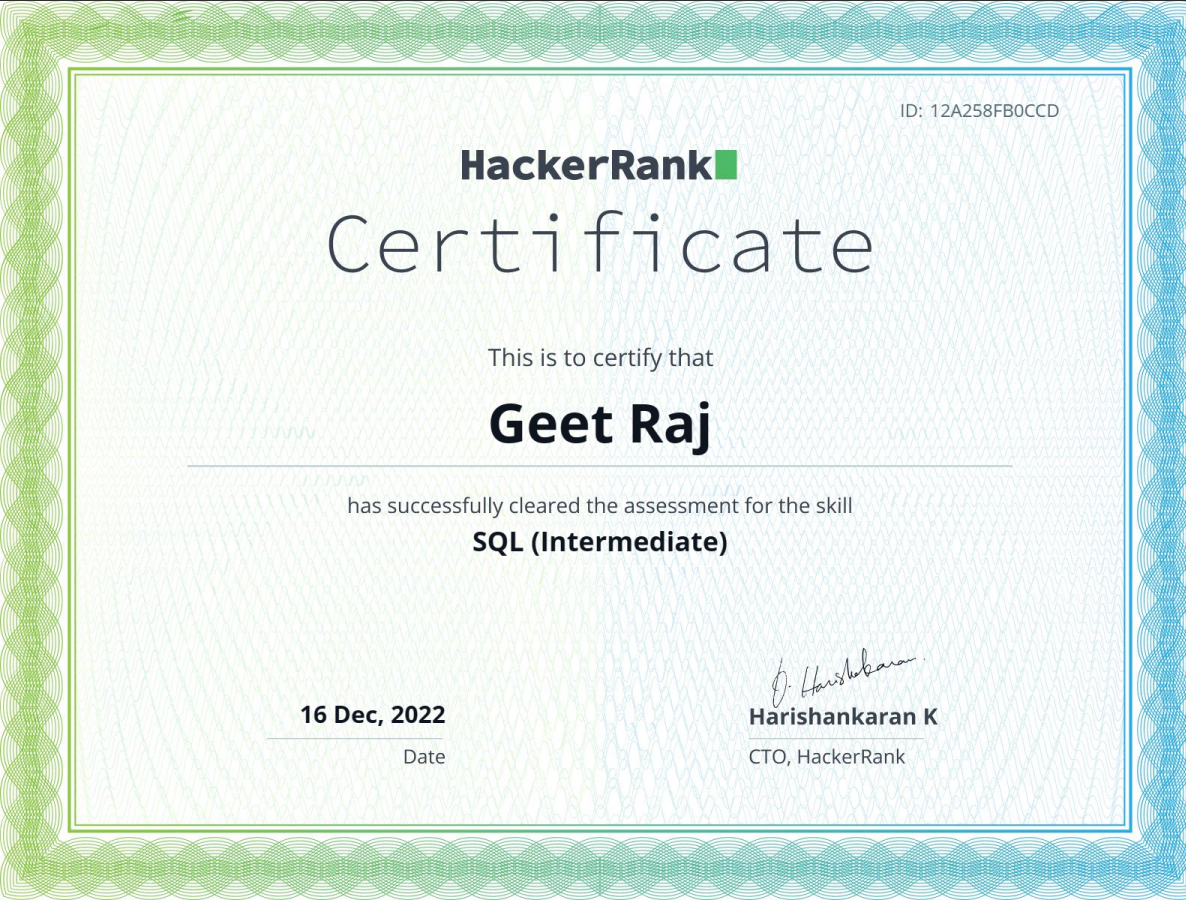 ID: 12A258FB0CCD
HackerRank
Certificate
This is to certify that
Geet Raj
has successfully cleared the assessment for the skill
SQL (Intermediate)
16 Dec, 2022
Date
Harishankaran K
CTO, HackerRank